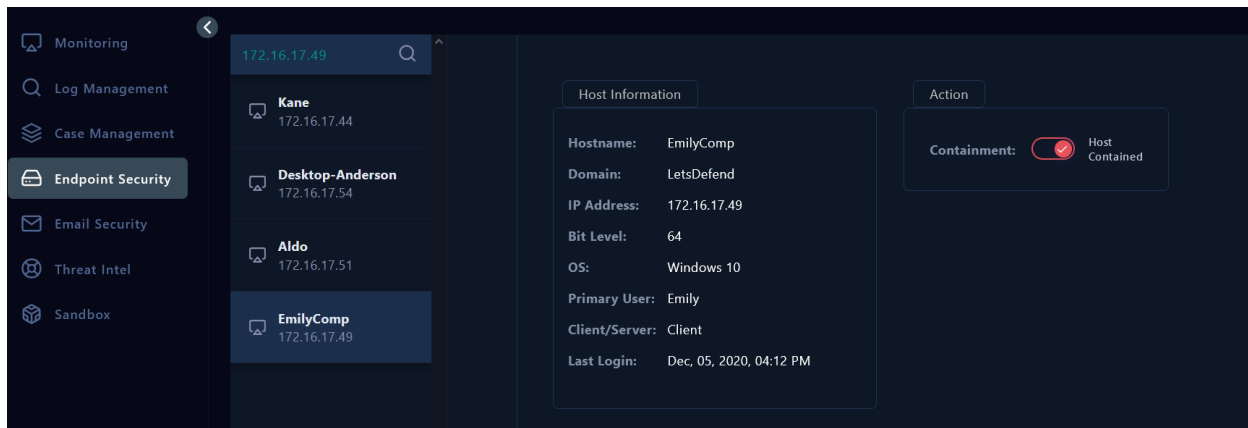 Monitoring
Log Management
Case Management
Endpoint Security
Email Security
Threat Intel
Sandbox
172.16.17.49
Kane
172.16.17.44
Desktop-Anderson
172.16.17.54
Aldo
172.16.17.51
EmilyComp
172.16.17.49
Host Information
Hostname: EmilyComp
Domain: LetsDefend
IP Address: 172.16.17.49
Bit Level: 64
OS: Windows 10
Primary User: Emily
Client/Server: Client
Last Login: Dec, 05, 2020, 04:12 PM
Action
Containment: Host
Contained